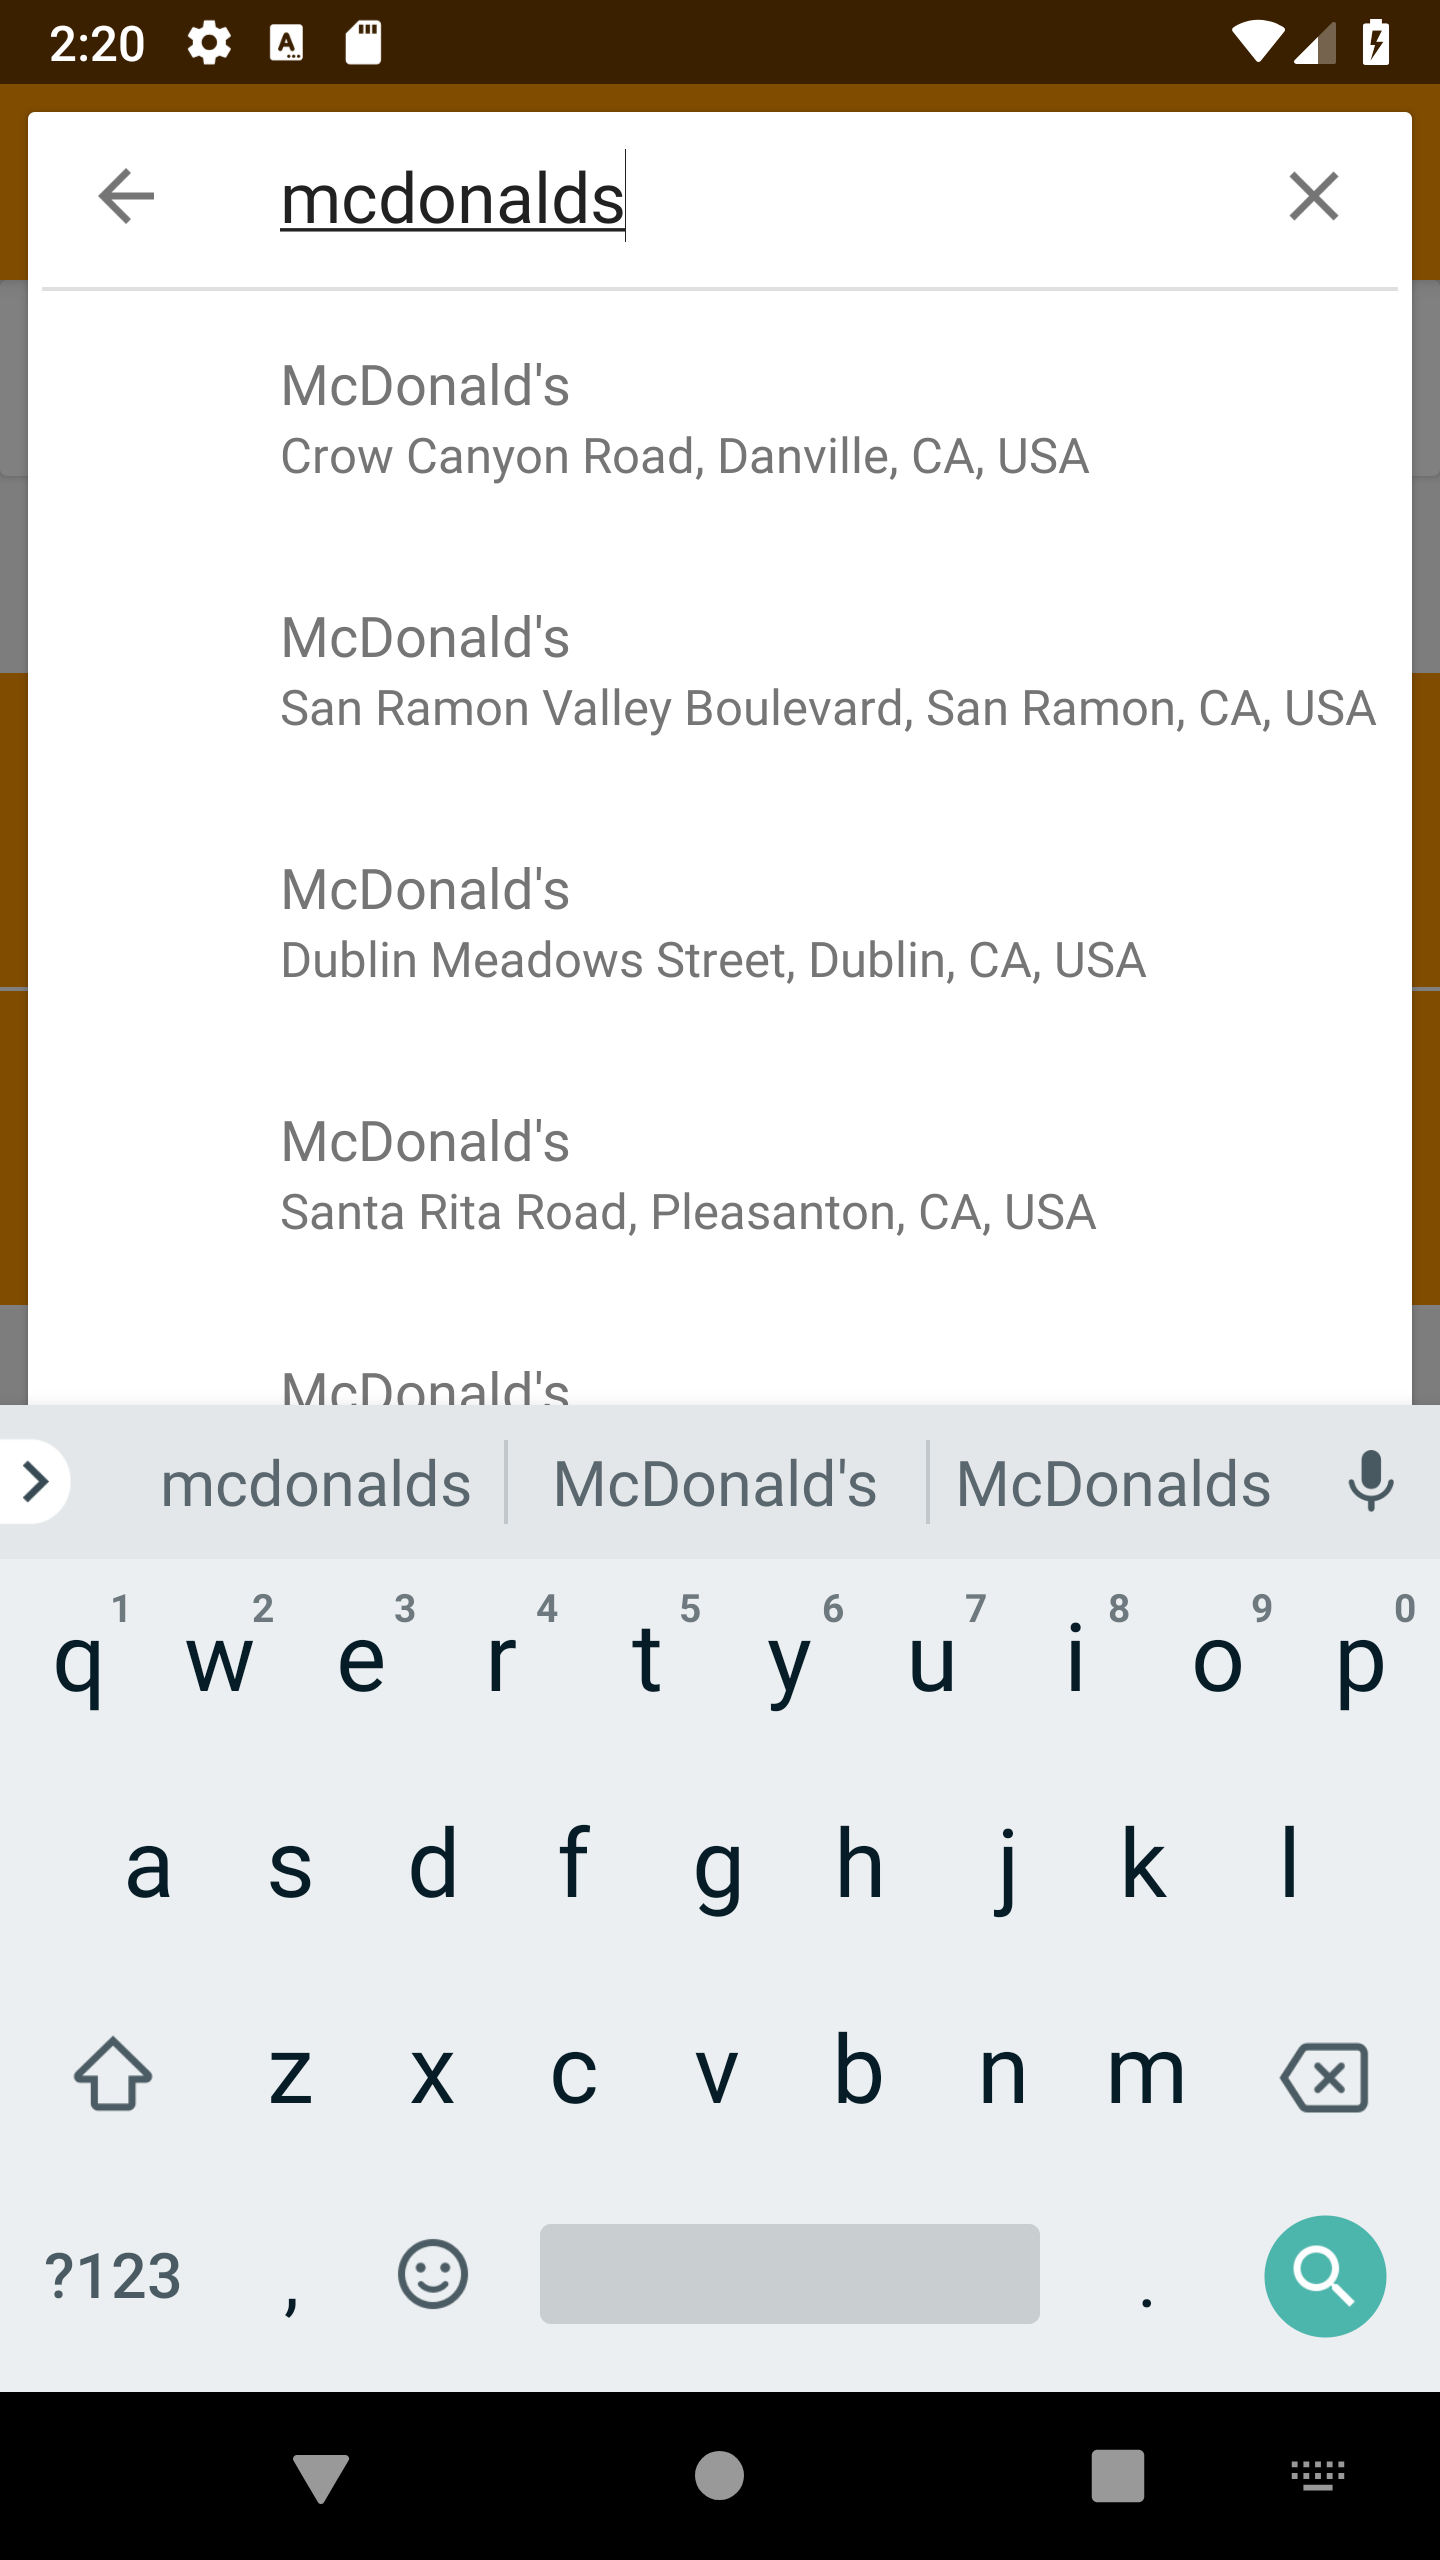 2:20
mcdonalds
McDonald's
Crow Canyon Road, Danville, CA, USA
McDonald's
San Ramon Valley Boulevard, San Ramon, CA, USA
McDonald's
Dublin Meadows Street, Dublin, CA, USA
McDonald's
Santa Rita Road, Pleasanton, CA, USA
McDonald's
mcdonalds McDonald's McDonalds
1 2 3 4 5 6 7 8 9 0
q w e r t y u i o p
a s d f g h j k l
z x c v b n m
?123 , .